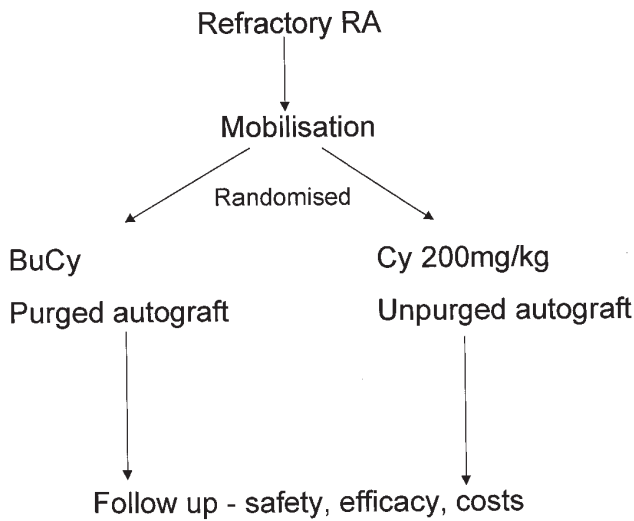 Refractory RA
Mobilisation
Randomised
BuCy
Purged autograft
Cy 200mg/kg
Unpurged autograft
Follow up - safety, efficacy, costs